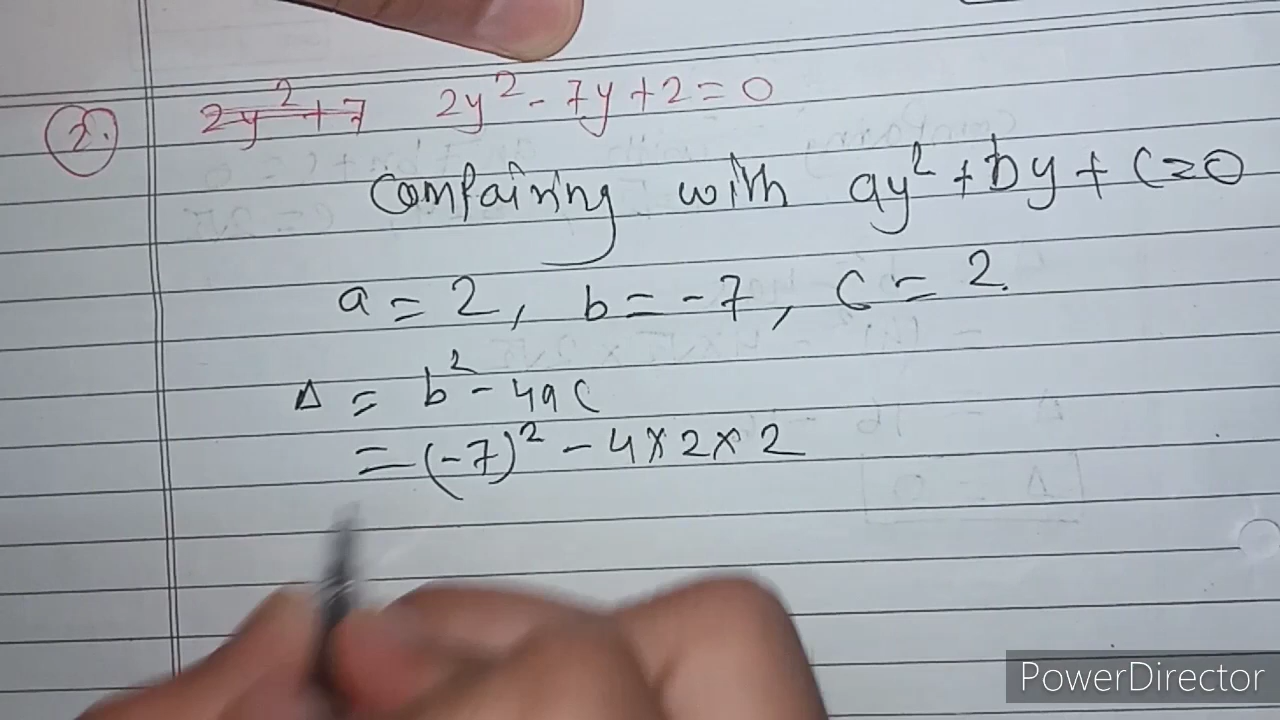 2. 2y²+7 2y² - 7y + 2 = 0
Compairing with ay² + by + c = 0
a = 2, b = -7, c = 2.
Δ = b² - 4ac
= (-7)² - 4 × 2 × 2
PowerDirector